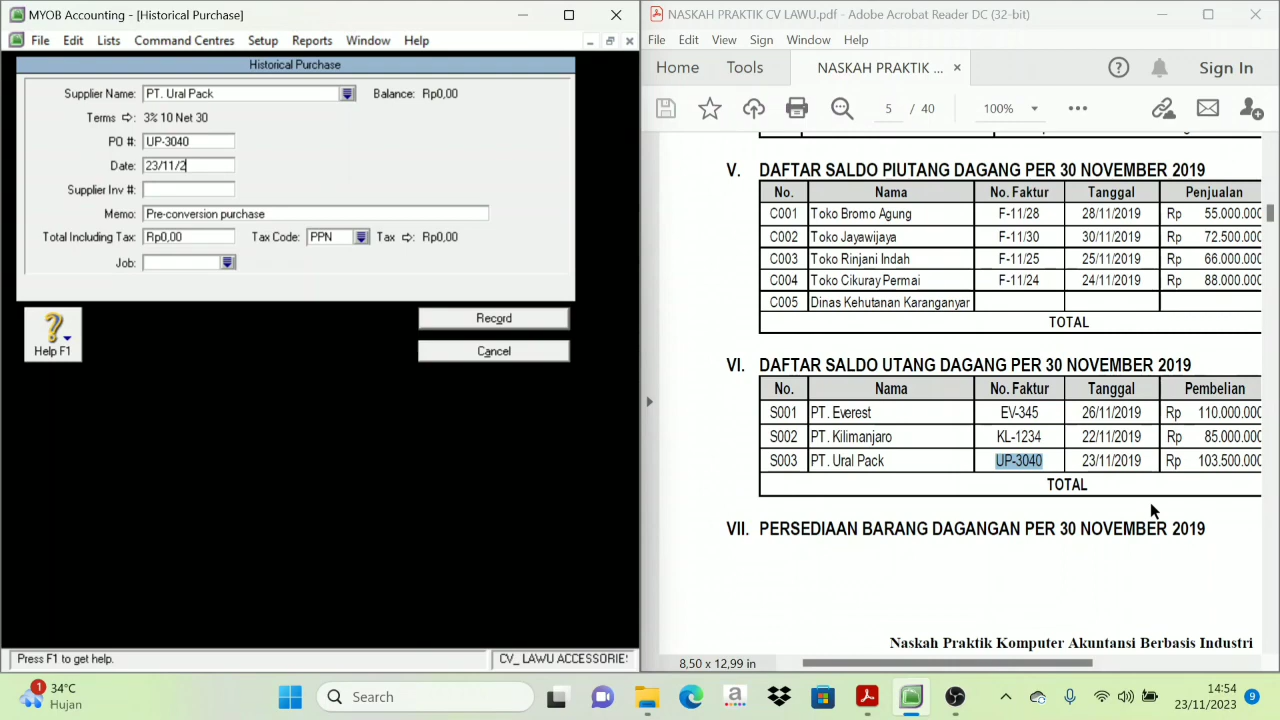 MYOB Accounting - [Historical Purchase]
File Edit Lists Command Centres Setup Reports Window Help
Historical Purchase
Supplier Name: PT. Ural Pack Balance: Rp0,00
Terms 3% 10 Net 30
PO #: UP-3040
Date: 23/11/2
Supplier Inv #:
Memo: Pre-conversion purchase
Total Including Tax: Rp0,00 Tax Code: PPN Tax Rp0,00
Job:
Record
Cancel
Help F1
Press F1 to get help. CV_ LAWU ACCESSORIES
NASKAH PRAKTIK CV LAWU.pdf - Adobe Acrobat Reader DC (32-bit)
File Edit View Sign Window Help
Home Tools NASKAH PRAKTIK ... × Sign In
5 / 40 100%
V. DAFTAR SALDO PIUTANG DAGANG PER 30 NOVEMBER 2019
No. Nama No. Faktur Tanggal Penjualan
C001 Toko Bromo Agung F-11/28 28/11/2019 Rp 55.000.000
C002 Toko Jayawijaya F-11/30 30/11/2019 Rp 72.500.000
C003 Toko Rinjani Indah F-11/25 25/11/2019 Rp 66.000.000
C004 Toko Cikuray Permai F-11/24 24/11/2019 Rp 88.000.000
C005 Dinas Kehutanan Karanganyar
TOTAL
VI. DAFTAR SALDO UTANG DAGANG PER 30 NOVEMBER 2019
No. Nama No. Faktur Tanggal Pembelian
S001 PT. Everest EV-345 26/11/2019 Rp 110.000.000
S002 PT. Kilimanjaro KL-1234 22/11/2019 Rp 85.000.000
S003 PT. Ural Pack UP-3040 23/11/2019 Rp 103.500.000
TOTAL
VII. PERSEDIAAN BARANG DAGANGAN PER 30 NOVEMBER 2019
Naskah Praktik Komputer Akuntansi Berbasis Industri
8,50 x 12,99 in
1 34°C
Hujan
Search
14:54
23/11/2023 9